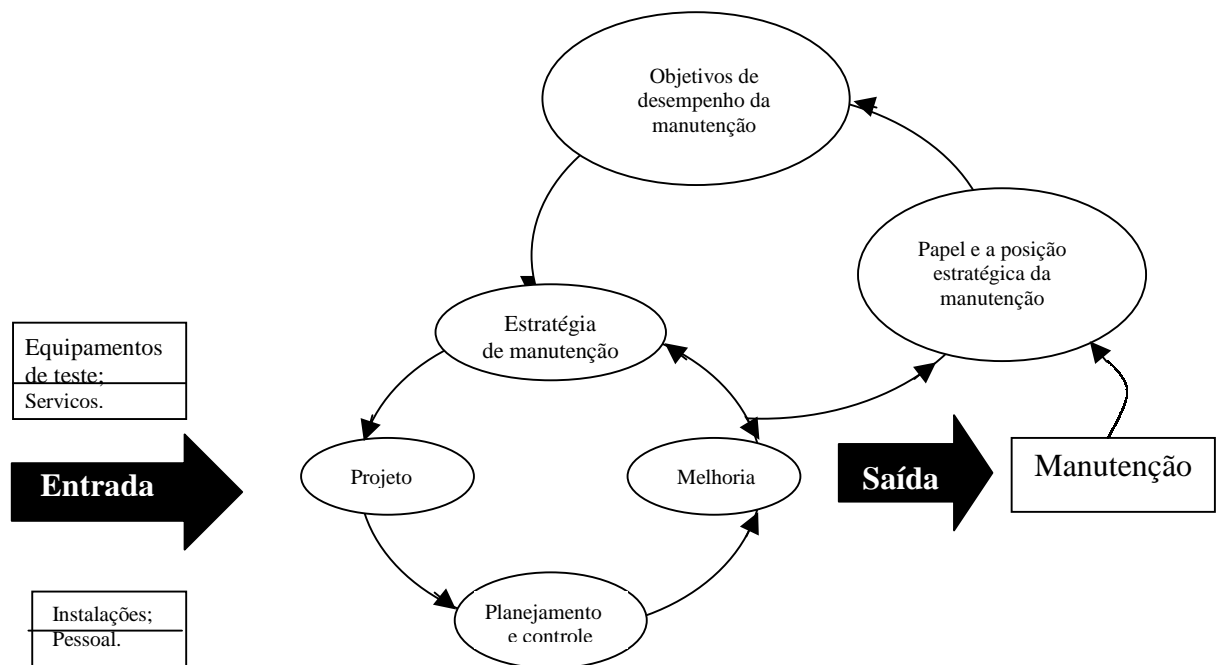 Objetivos de
desempenho da
manutenção
Papel e a posição
estratégica da
manutenção
Estratégia
de manutenção
Equipamentos
de teste;
Servicos.
Entrada
Projeto
Melhoria
Saída
Manutenção
Instalações;
Pessoal.
Planejamento
e controle